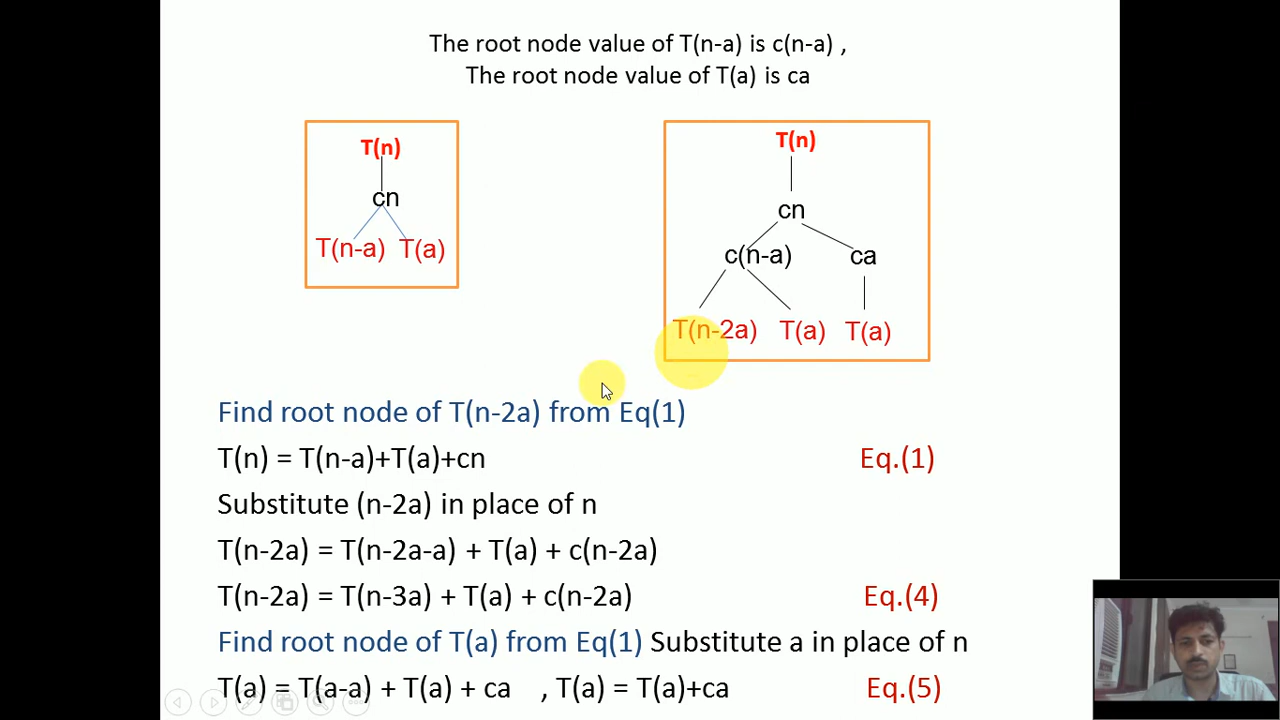 The root node value of T(n-a) is c(n-a) ,
The root node value of T(a) is ca
T(n)
cn
T(n-a) T(a)
T(n)
cn
c(n-a) ca
T(n-2a) T(a) T(a)
Find root node of T(n-2a) from Eq(1)
T(n) = T(n-a)+T(a)+cn Eq.(1)
Substitute (n-2a) in place of n
T(n-2a) = T(n-2a-a) + T(a) + c(n-2a)
T(n-2a) = T(n-3a) + T(a) + c(n-2a) Eq.(4)
Find root node of T(a) from Eq(1) Substitute a in place of n
T(a) = T(a-a) + T(a) + ca , T(a) = T(a)+ca Eq.(5)